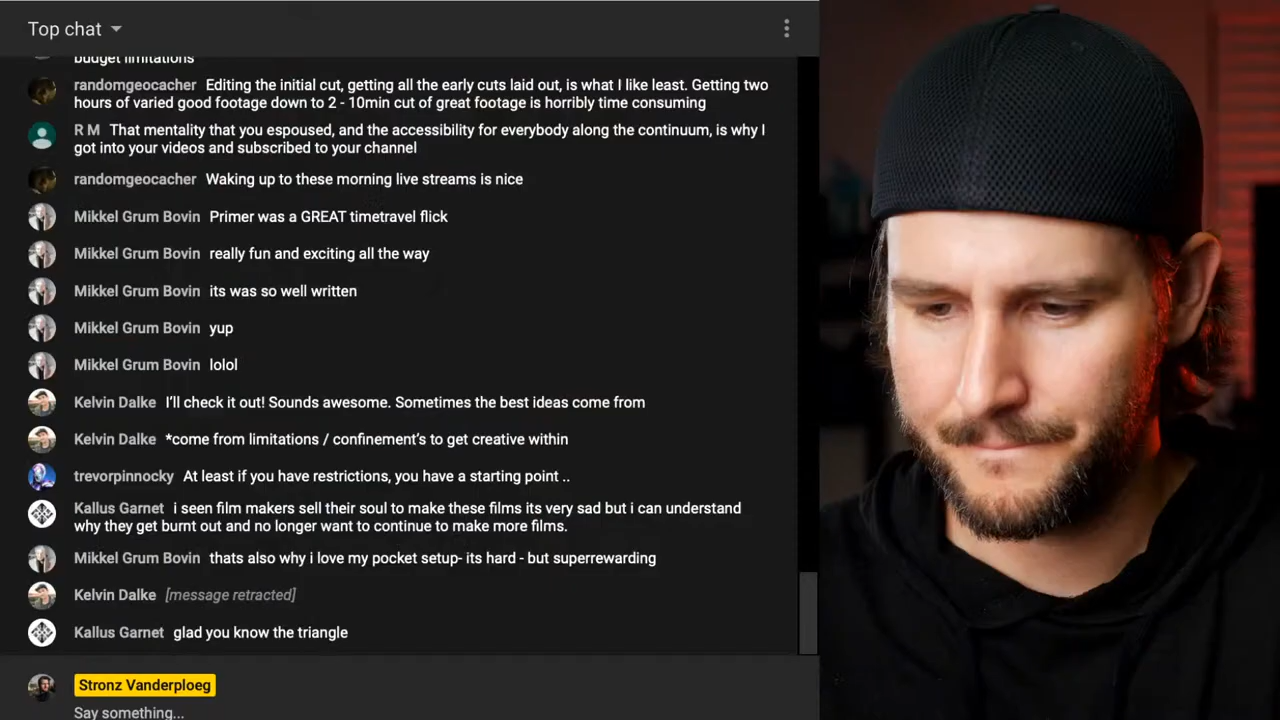 Top chat
budget limitations
randomgeocacher Editing the initial cut, getting all the early cuts laid out, is what I like least. Getting two
hours of varied good footage down to 2 - 10min cut of great footage is horribly time consuming
R M That mentality that you espoused, and the accessibility for everybody along the continuum, is why I
got into your videos and subscribed to your channel
randomgeocacher Waking up to these morning live streams is nice
Mikkel Grum Bovin Primer was a GREAT timetravel flick
Mikkel Grum Bovin really fun and exciting all the way
Mikkel Grum Bovin its was so well written
Mikkel Grum Bovin yup
Mikkel Grum Bovin lolol
Kelvin Dalke I'll check it out! Sounds awesome. Sometimes the best ideas come from
Kelvin Dalke *come from limitations / confinement's to get creative within
trevorpinnocky At least if you have restrictions, you have a starting point ..
Kallus Garnet i seen film makers sell their soul to make these films its very sad but i can understand
why they get burnt out and no longer want to continue to make more films.
Mikkel Grum Bovin thats also why i love my pocket setup- its hard - but superrewarding
Kelvin Dalke [message retracted]
Kallus Garnet glad you know the triangle
Stronz Vanderploeg
Say something...